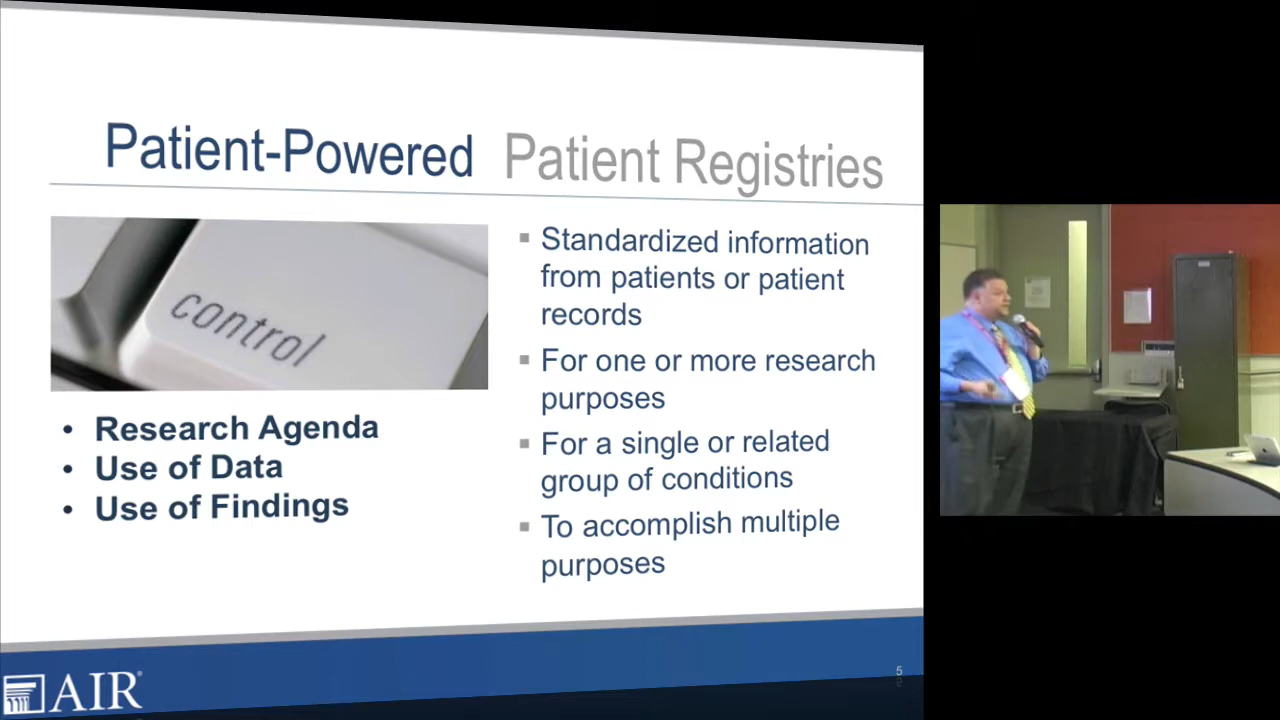 Patient-Powered Patient Registries
control
• Research Agenda
• Use of Data
• Use of Findings
▪ Standardized information
from patients or patient
records
▪ For one or more research
purposes
▪ For a single or related
group of conditions
▪ To accomplish multiple
purposes
5
AIR®